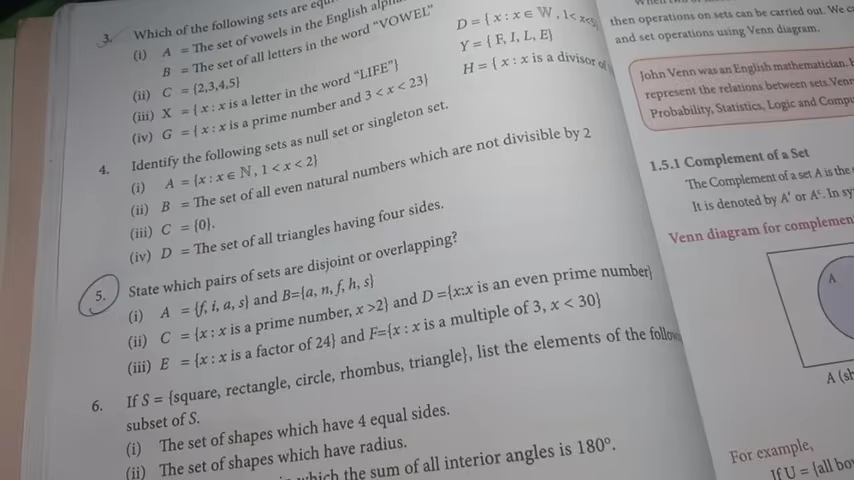 3. Which of the following sets are
(i) A = The set of vowels in the English
B = The set of all letters in the word "VOWEL"
(ii) C = {2,3,4,5} D = { x : x ∈ W, 1< x<5
(iii) X = { x : x is a letter in the word "LIFE"} Y = { F, I, L, E}
(iv) G = { x : x is a prime number and 3 < x < 23} H = { x : x is a divisor of
4. Identify the following sets as null set or singleton set.
(i) A = {x : x ∈ N, 1 < x < 2}
(ii) B = The set of all even natural numbers which are not divisible by 2
(iii) C = {0}.
(iv) D = The set of all triangles having four sides.
5. State which pairs of sets are disjoint or overlapping?
(i) A = {f, i, a, s} and B={a, n, f, h, s}
(ii) C = {x : x is a prime number, x >2} and D ={x:x is an even prime number}
(iii) E = {x : x is a factor of 24} and F={x : x is a multiple of 3, x < 30}
6. If S = {square, rectangle, circle, rhombus, triangle}, list the elements of the
subset of S.
(i) The set of shapes which have 4 equal sides.
(ii) The set of shapes which have radius.
which the sum of all interior angles is 180°.
then operations on sets can be carried out. We
and set operations using Venn diagram.
John Venn was an English mathematician.
represent the relations between sets. Venn
Probability, Statistics, Logic and
1.5.1 Complement of a Set
The Complement of a set A is the
It is denoted by A′ or Aᶜ. In
Venn diagram for
A
A
For example,
If U = {all